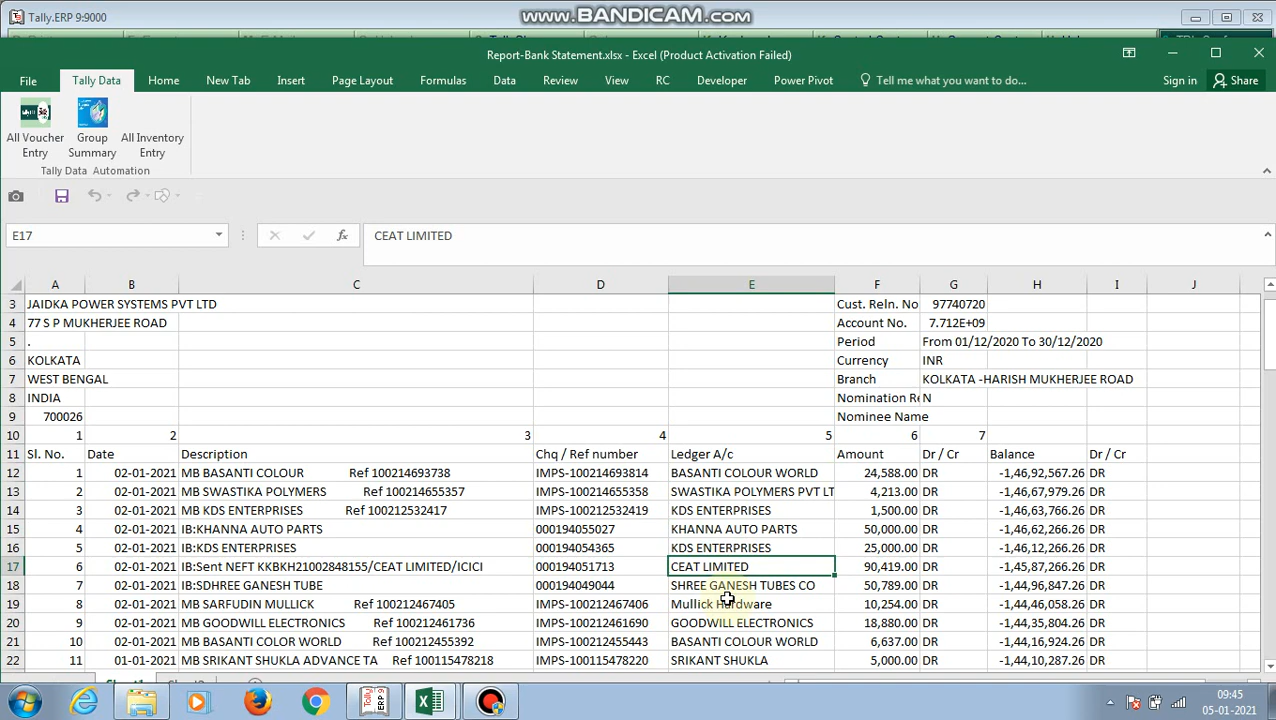 Tally.ERP 9:9000
www.BANDICAM.com
Report-Bank Statement.xlsx - Excel (Product Activation Failed)
File Tally Data Home New Tab Insert Page Layout Formulas Data Review View RC Developer Power Pivot Tell me what you want to do... Sign in Share
All Voucher Entry
Group Summary
All Inventory Entry
Tally Data Automation
E17 fx CEAT LIMITED
A B C D E F G H I J
3 JAIDKA POWER SYSTEMS PVT LTD Cust. Reln. No 97740720
4 77 S P MUKHERJEE ROAD Account No. 7.712E+09
5 . Period From 01/12/2020 To 30/12/2020
6 KOLKATA Currency INR
7 WEST BENGAL Branch KOLKATA -HARISH MUKHERJEE ROAD
8 INDIA Nomination Re N
9 700026 Nominee Name
10 1 2 3 4 5 6 7
11 Sl. No. Date Description Chq / Ref number Ledger A/c Amount Dr / Cr Balance Dr / Cr
12 1 02-01-2021 MB BASANTI COLOUR Ref 100214693738 IMPS-100214693814 BASANTI COLOUR WORLD 24,588.00 DR -1,46,92,567.26 DR
13 2 02-01-2021 MB SWASTIKA POLYMERS Ref 100214655357 IMPS-100214655358 SWASTIKA POLYMERS PVT LT 4,213.00 DR -1,46,67,979.26 DR
14 3 02-01-2021 MB KDS ENTERPRISES Ref 100212532417 IMPS-100212532419 KDS ENTERPRISES 1,500.00 DR -1,46,63,766.26 DR
15 4 02-01-2021 IB:KHANNA AUTO PARTS 000194055027 KHANNA AUTO PARTS 50,000.00 DR -1,46,62,266.26 DR
16 5 02-01-2021 IB:KDS ENTERPRISES 000194054365 KDS ENTERPRISES 25,000.00 DR -1,46,12,266.26 DR
17 6 02-01-2021 IB:Sent NEFT KKBKH21002848155/CEAT LIMITED/ICICI 000194051713 CEAT LIMITED 90,419.00 DR -1,45,87,266.26 DR
18 7 02-01-2021 IB:SDHREE GANESH TUBE 000194049044 SHREE GANESH TUBES CO 50,789.00 DR -1,44,96,847.26 DR
19 8 02-01-2021 MB SARFUDIN MULLICK Ref 100212467405 IMPS-100212467406 Mullick Hardware 10,254.00 DR -1,44,46,058.26 DR
20 9 02-01-2021 MB GOODWILL ELECTRONICS Ref 100212461736 IMPS-100212461690 GOODWILL ELECTRONICS 18,880.00 DR -1,44,35,804.26 DR
21 10 02-01-2021 MB BASANTI COLOR WORLD Ref 100212455392 IMPS-100212455443 BASANTI COLOUR WORLD 6,637.00 DR -1,44,16,924.26 DR
22 11 01-01-2021 MB SRIKANT SHUKLA ADVANCE TA Ref 100115478218 IMPS-100115478220 SRIKANT SHUKLA 5,000.00 DR -1,44,10,287.26 DR
09:45
05-01-2021